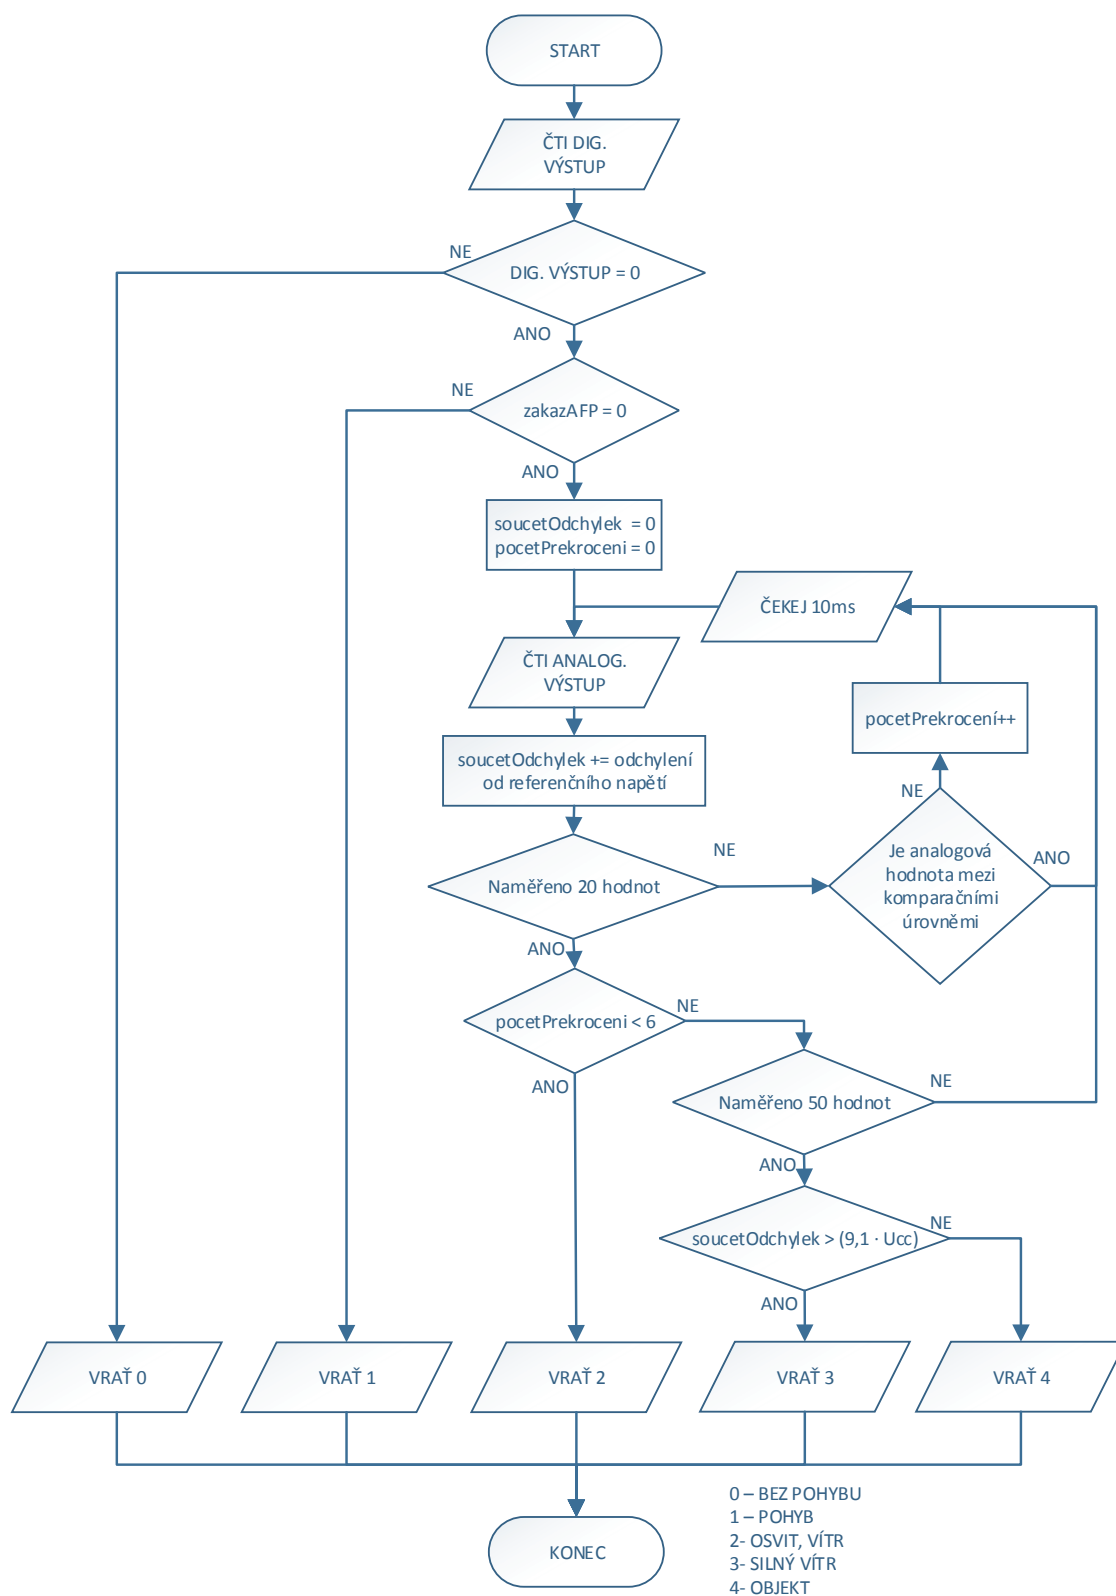 START
ČTI DIG.
VÝSTUP
NE
DIG. VÝSTUP = 0
ANO
NE
zakazAFP = 0
ANO
soucetOdchylek = 0
pocetPrekroceni = 0
ČEKEJ 10ms
ČTI ANALOG.
VÝSTUP
pocetPrekrocení++
soucetOdchylek += odchylení
od referenčního napětí
NE
NE
Je analogová
hodnota mezi
komparačními
úrovněmi
ANO
Naměřeno 20 hodnot
ANO
pocetPrekroceni < 6
NE
ANO
Naměřeno 50 hodnot
NE
ANO
soucetOdchylek > (9,1 · Ucc)
NE
ANO
VRAŤ 0
VRAŤ 1
VRAŤ 2
VRAŤ 3
VRAŤ 4
KONEC
0 – BEZ POHYBU
1 – POHYB
2- OSVIT, VÍTR
3- SILNÝ VÍTR
4- OBJEKT